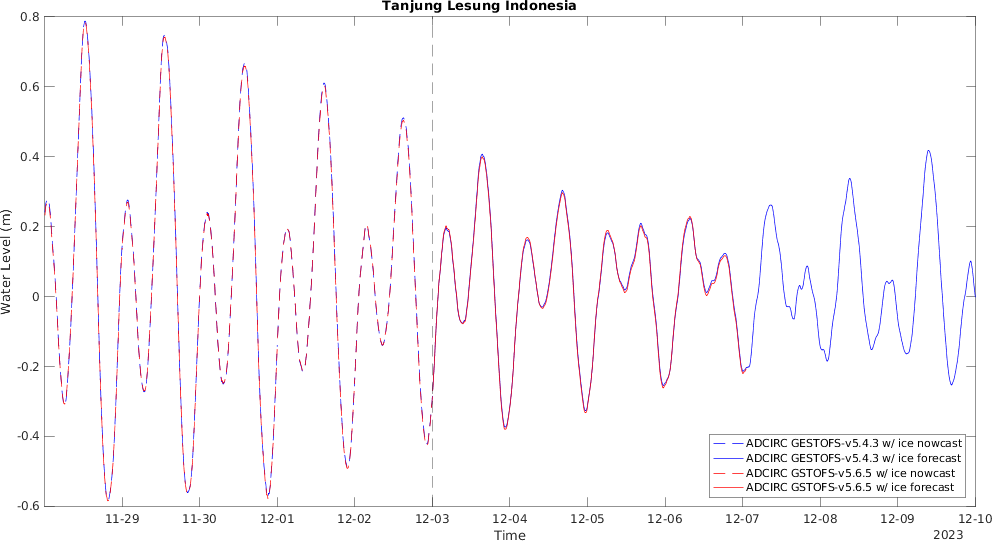 Tanjung Lesung Indonesia
0.8
0.6
0.4
0.2
0
-0.2
-0.4
-0.6
Water Level (m)
ADCIRC GESTOFS-v5.4.3 w/ ice nowcast
ADCIRC GESTOFS-v5.4.3 w/ ice forecast
ADCIRC GSTOFS-v5.6.5 w/ ice nowcast
ADCIRC GSTOFS-v5.6.5 w/ ice forecast
11-29 11-30 12-01 12-02 12-03 12-04 12-05 12-06 12-07 12-08 12-09 12-10
Time
2023